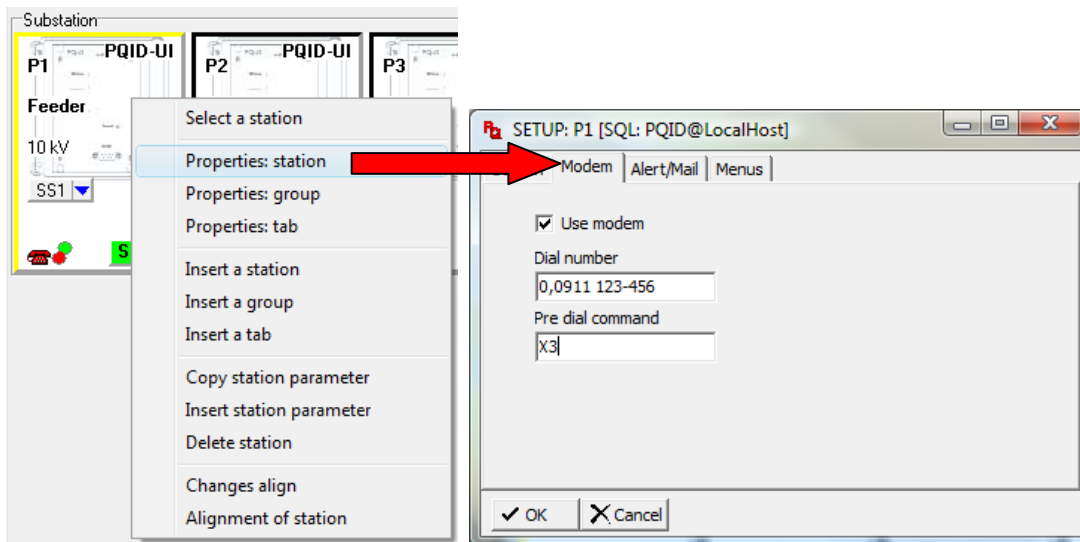 Substation
P1 PQID-UI
P2 PQID-UI
P3
Feeder
10 kV
SS1
S
Select a station
Properties: station
Properties: group
Properties: tab
Insert a station
Insert a group
Insert a tab
Copy station parameter
Insert station parameter
Delete station
Changes align
Alignment of station
SETUP: P1 [SQL: PQID@LocalHost]
Modem
Alert/Mail
Menus
Use modem
Dial number
0,0911 123-456
Pre dial command
X3
OK
Cancel